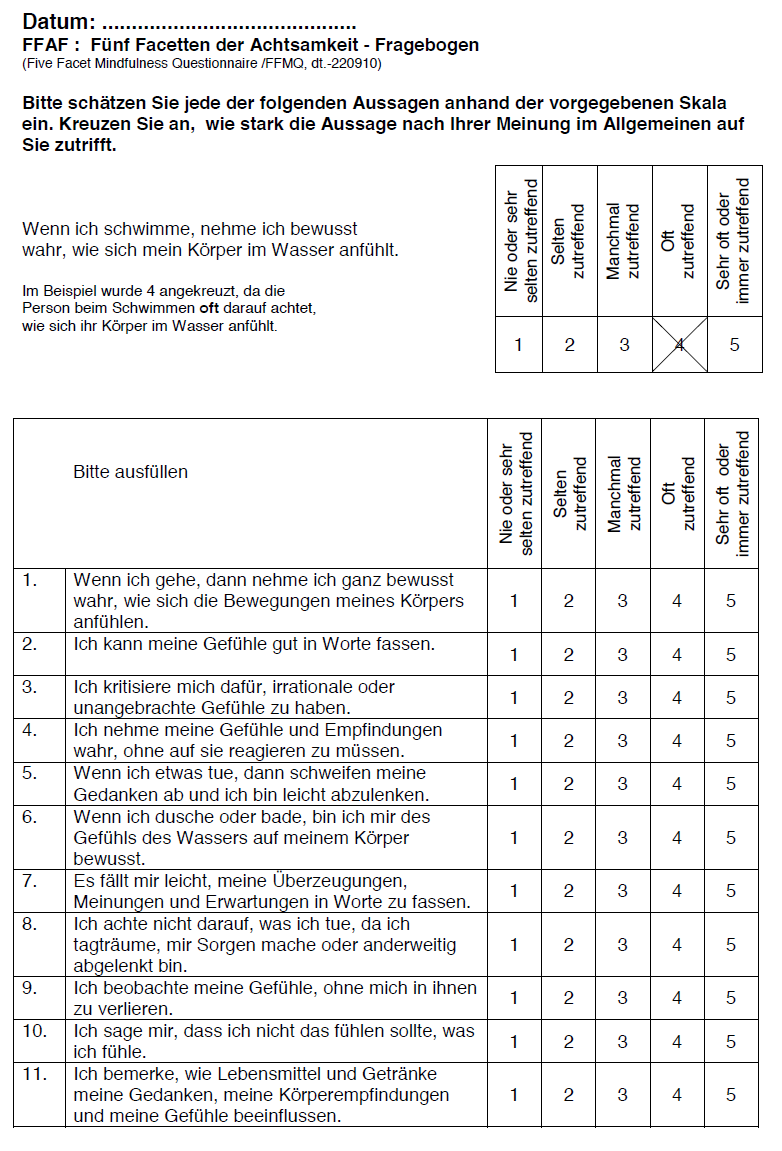 Datum: ..........................................
FFAF : Fünf Facetten der Achtsamkeit - Fragebogen
(Five Facet Mindfulness Questionnaire /FFMQ, dt.-220910)
Bitte schätzen Sie jede der folgenden Aussagen anhand der vorgegebenen Skala
ein. Kreuzen Sie an, wie stark die Aussage nach Ihrer Meinung im Allgemeinen auf
Sie zutrifft.
Wenn ich schwimme, nehme ich bewusst
wahr, wie sich mein Körper im Wasser anfühlt.
Im Beispiel wurde 4 angekreuzt, da die
Person beim Schwimmen oft darauf achtet,
wie sich ihr Körper im Wasser anfühlt.
Nie oder sehr
selten zutreffend
Selten
zutreffend
Manchmal
zutreffend
Oft
zutreffend
Sehr oft oder
immer zutreffend
1 2 3 4 5
Bitte ausfüllen
Nie oder sehr
selten zutreffend
Selten
zutreffend
Manchmal
zutreffend
Oft
zutreffend
Sehr oft oder
immer zutreffend
1. Wenn ich gehe, dann nehme ich ganz bewusst
wahr, wie sich die Bewegungen meines Körpers
anfühlen.
1 2 3 4 5
2. Ich kann meine Gefühle gut in Worte fassen.
1 2 3 4 5
3. Ich kritisiere mich dafür, irrationale oder
unangebrachte Gefühle zu haben.
1 2 3 4 5
4. Ich nehme meine Gefühle und Empfindungen
wahr, ohne auf sie reagieren zu müssen.
1 2 3 4 5
5. Wenn ich etwas tue, dann schweifen meine
Gedanken ab und ich bin leicht abzulenken.
1 2 3 4 5
6. Wenn ich dusche oder bade, bin ich mir des
Gefühls des Wassers auf meinem Körper
bewusst.
1 2 3 4 5
7. Es fällt mir leicht, meine Überzeugungen,
Meinungen und Erwartungen in Worte zu fassen.
1 2 3 4 5
8. Ich achte nicht darauf, was ich tue, da ich
tagträume, mir Sorgen mache oder anderweitig
abgelenkt bin.
1 2 3 4 5
9. Ich beobachte meine Gefühle, ohne mich in ihnen
zu verlieren.
1 2 3 4 5
10. Ich sage mir, dass ich nicht das fühlen sollte, was
ich fühle.
1 2 3 4 5
11. Ich bemerke, wie Lebensmittel und Getränke
meine Gedanken, meine Körperempfindungen
und meine Gefühle beeinflussen.
1 2 3 4 5